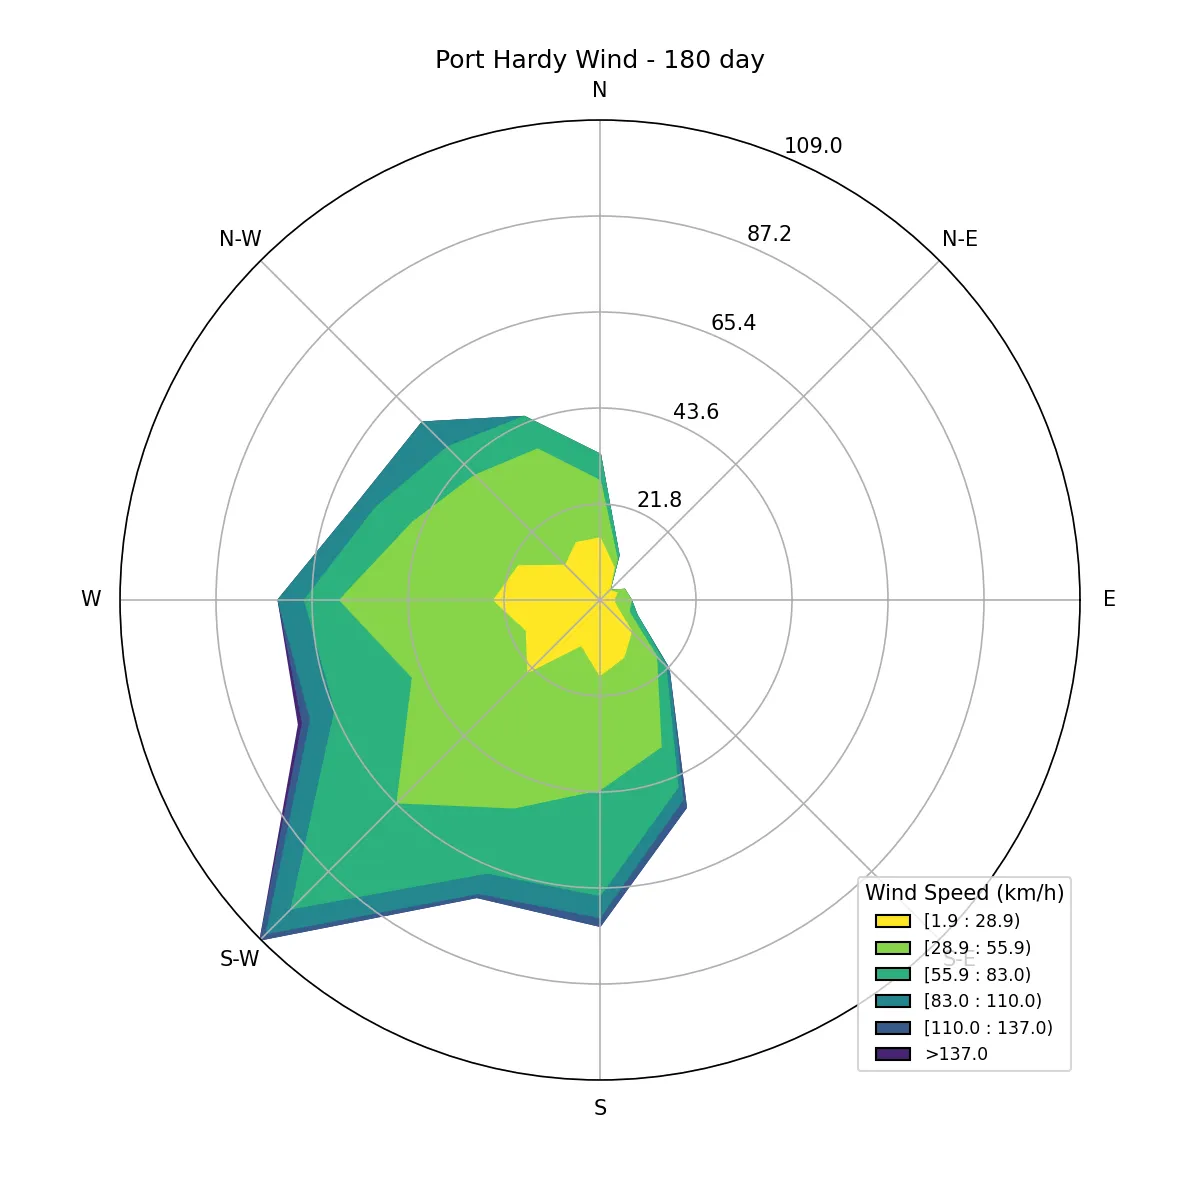 Port Hardy Wind - 180 day
N
109.0
87.2
N-W
N-E
65.4
43.6
21.8
W
E
Wind Speed (km/h)
[1.9 : 28.9)
[28.9 : 55.9)
S-W
S-E
[55.9 : 83.0)
[83.0 : 110.0)
[110.0 : 137.0)
>137.0
S